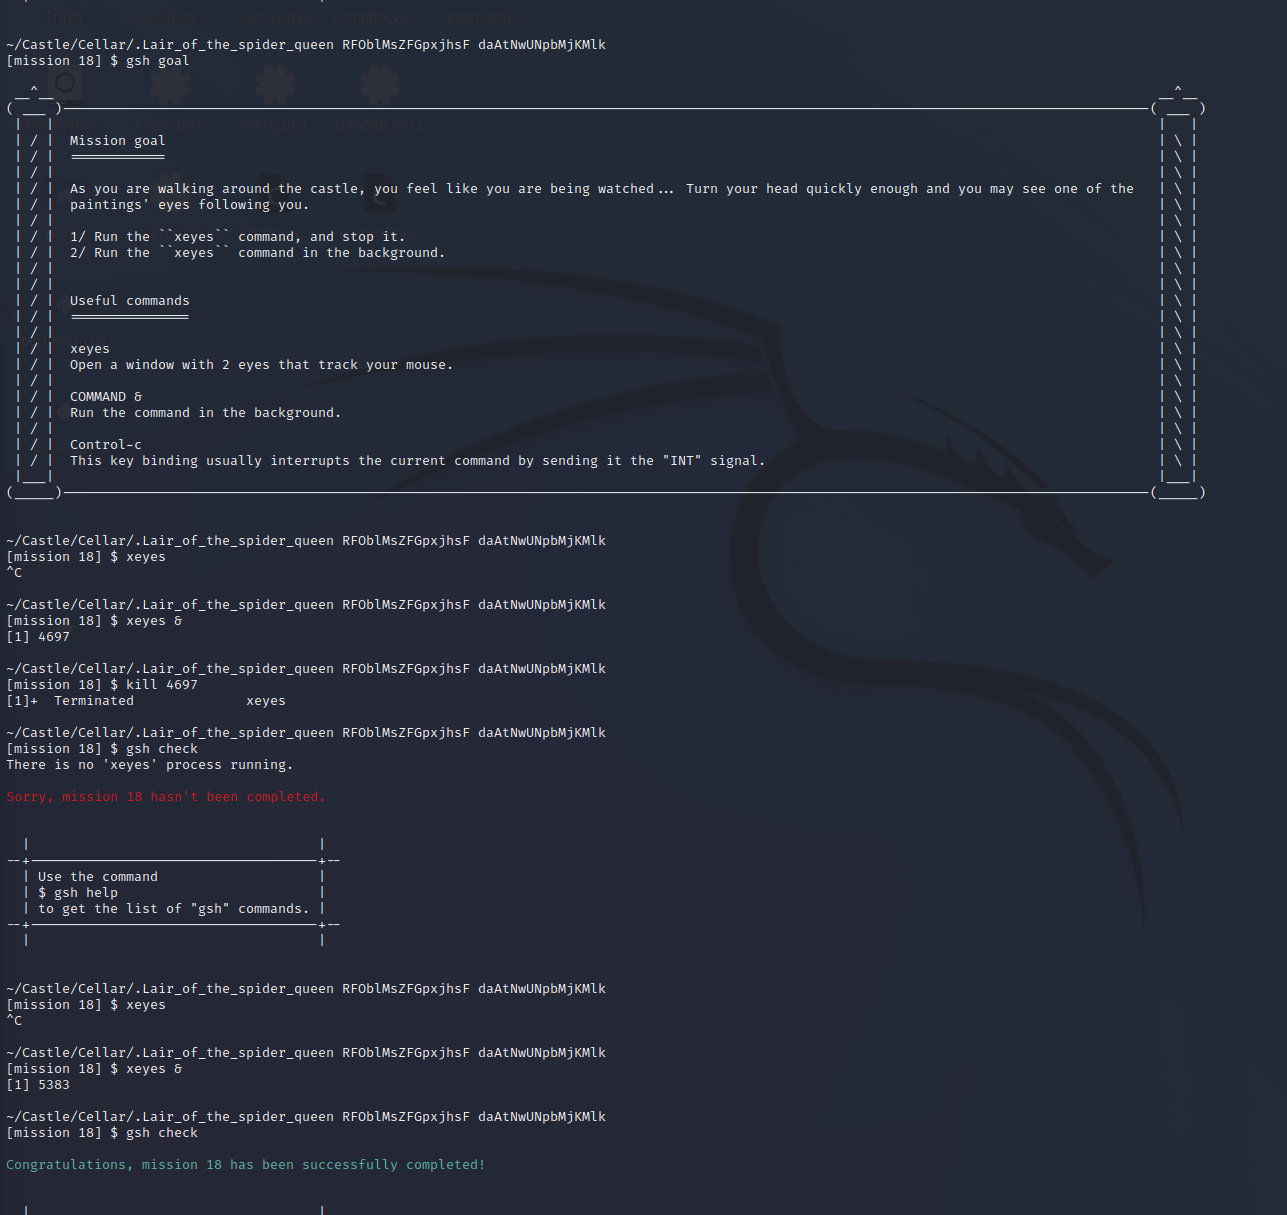 Trash esercizio2.c esercizio3.c compito_ve... esercizio1.c
~/Castle/Cellar/.Lair_of_the_spider_queen RFOblMsZFGpxjhsF daAtNwUNpbMjKMlk
[mission 18] $ gsh goal
Mission goal
============
As you are walking around the castle, you feel like you are being watched... Turn your head quickly enough and you may see one of the
paintings' eyes following you.
1/ Run the ``xeyes`` command, and stop it.
2/ Run the ``xeyes`` command in the background.
Useful commands
===============
xeyes
Open a window with 2 eyes that track your mouse.
COMMAND &
Run the command in the background.
Control-c
This key binding usually interrupts the current command by sending it the "INT" signal.
~/Castle/Cellar/.Lair_of_the_spider_queen RFOblMsZFGpxjhsF daAtNwUNpbMjKMlk
[mission 18] $ xeyes
^C
~/Castle/Cellar/.Lair_of_the_spider_queen RFOblMsZFGpxjhsF daAtNwUNpbMjKMlk
[mission 18] $ xeyes &
[1] 4697
~/Castle/Cellar/.Lair_of_the_spider_queen RFOblMsZFGpxjhsF daAtNwUNpbMjKMlk
[mission 18] $ kill 4697
[1]+  Terminated              xeyes
~/Castle/Cellar/.Lair_of_the_spider_queen RFOblMsZFGpxjhsF daAtNwUNpbMjKMlk
[mission 18] $ gsh check
There is no 'xeyes' process running.
Sorry, mission 18 hasn't been completed.
Use the command
$ gsh help
to get the list of "gsh" commands.
~/Castle/Cellar/.Lair_of_the_spider_queen RFOblMsZFGpxjhsF daAtNwUNpbMjKMlk
[mission 18] $ xeyes
^C
~/Castle/Cellar/.Lair_of_the_spider_queen RFOblMsZFGpxjhsF daAtNwUNpbMjKMlk
[mission 18] $ xeyes &
[1] 5383
~/Castle/Cellar/.Lair_of_the_spider_queen RFOblMsZFGpxjhsF daAtNwUNpbMjKMlk
[mission 18] $ gsh check
Congratulations, mission 18 has been successfully completed!